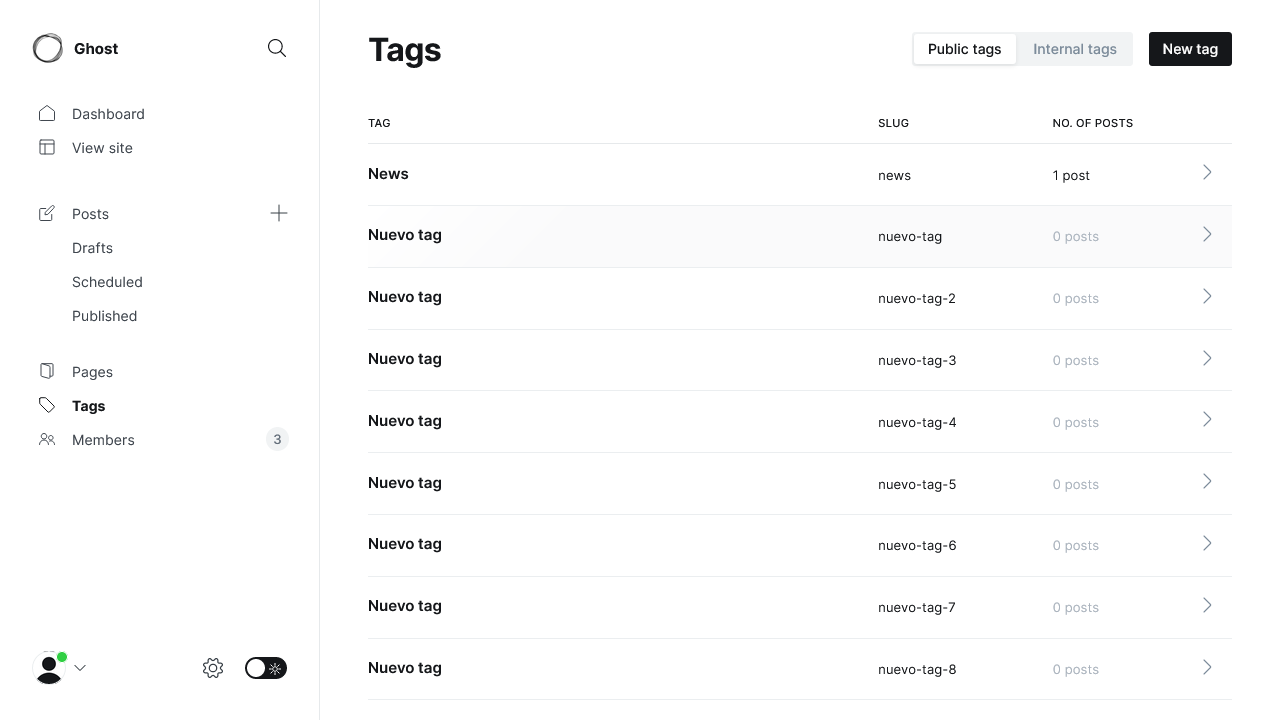 Ghost
Dashboard
View site
Posts
Drafts
Scheduled
Published
Pages
Tags
Members 3
Tags
Public tags Internal tags New tag
TAG SLUG NO. OF POSTS
News news 1 post
Nuevo tag nuevo-tag 0 posts
Nuevo tag nuevo-tag-2 0 posts
Nuevo tag nuevo-tag-3 0 posts
Nuevo tag nuevo-tag-4 0 posts
Nuevo tag nuevo-tag-5 0 posts
Nuevo tag nuevo-tag-6 0 posts
Nuevo tag nuevo-tag-7 0 posts
Nuevo tag nuevo-tag-8 0 posts